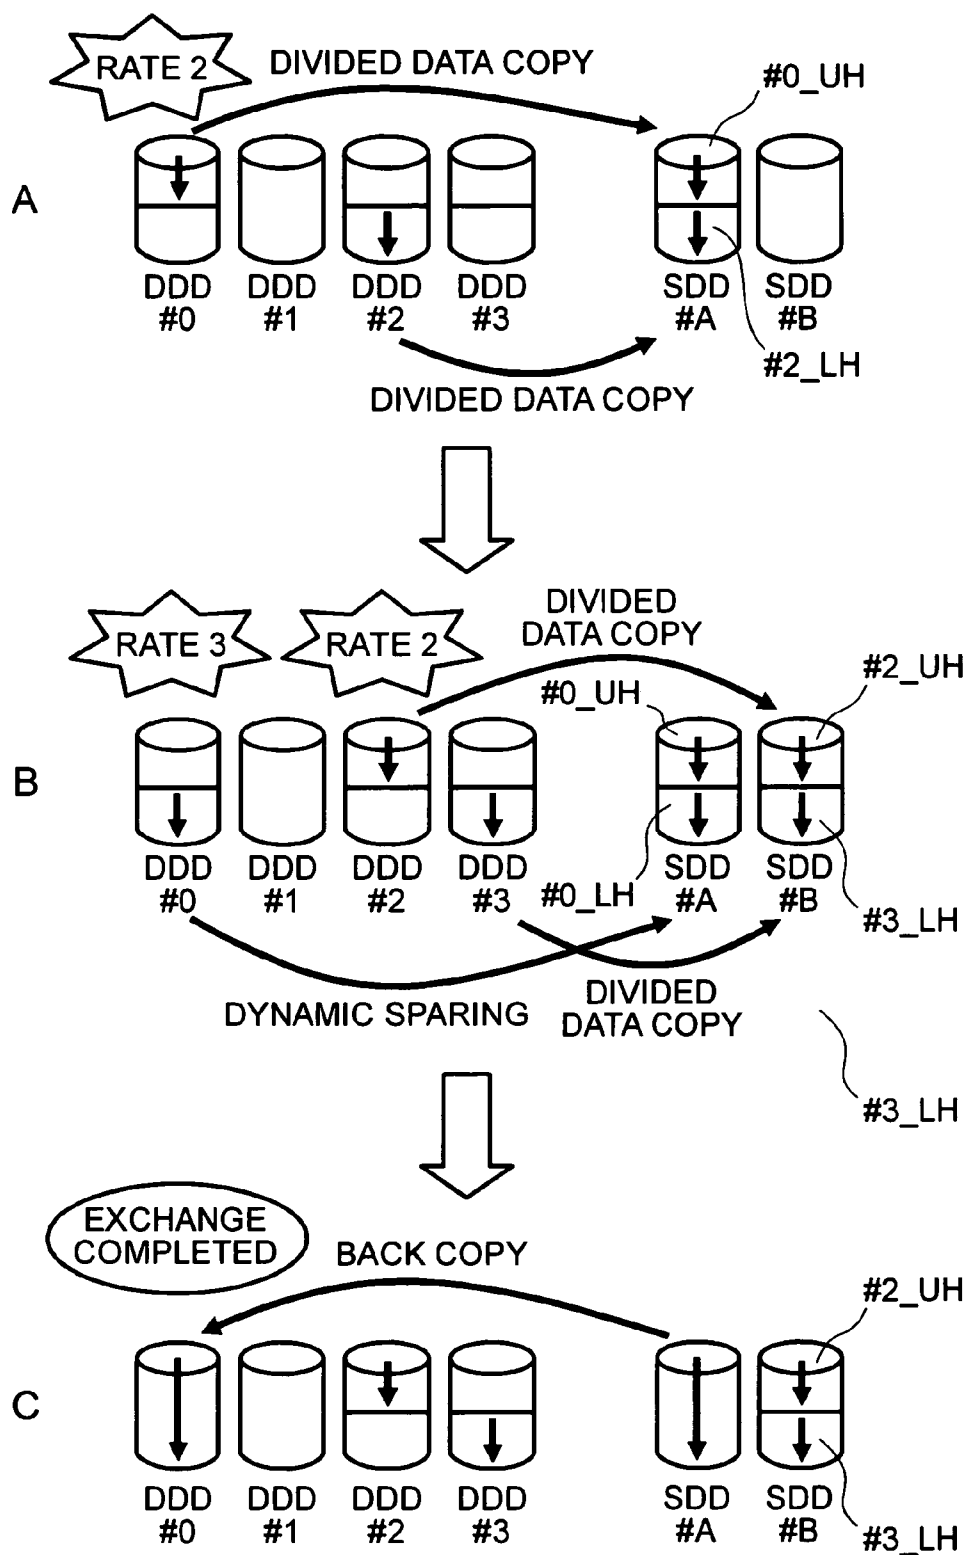 RATE 2
DIVIDED DATA COPY
#0_UH
A
DDD #0
DDD #1
DDD #2
DDD #3
SDD #A
SDD #B
#2_LH
DIVIDED DATA COPY
RATE 3
RATE 2
DIVIDED
DATA COPY
#0_UH
#2_UH
B
DDD #0
DDD #1
DDD #2
DDD #3
#0_LH
SDD #A
SDD #B
#3_LH
DYNAMIC SPARING
DIVIDED
DATA COPY
#3_LH
EXCHANGE
COMPLETED
BACK COPY
#2_UH
C
DDD #0
DDD #1
DDD #2
DDD #3
SDD #A
SDD #B
#3_LH